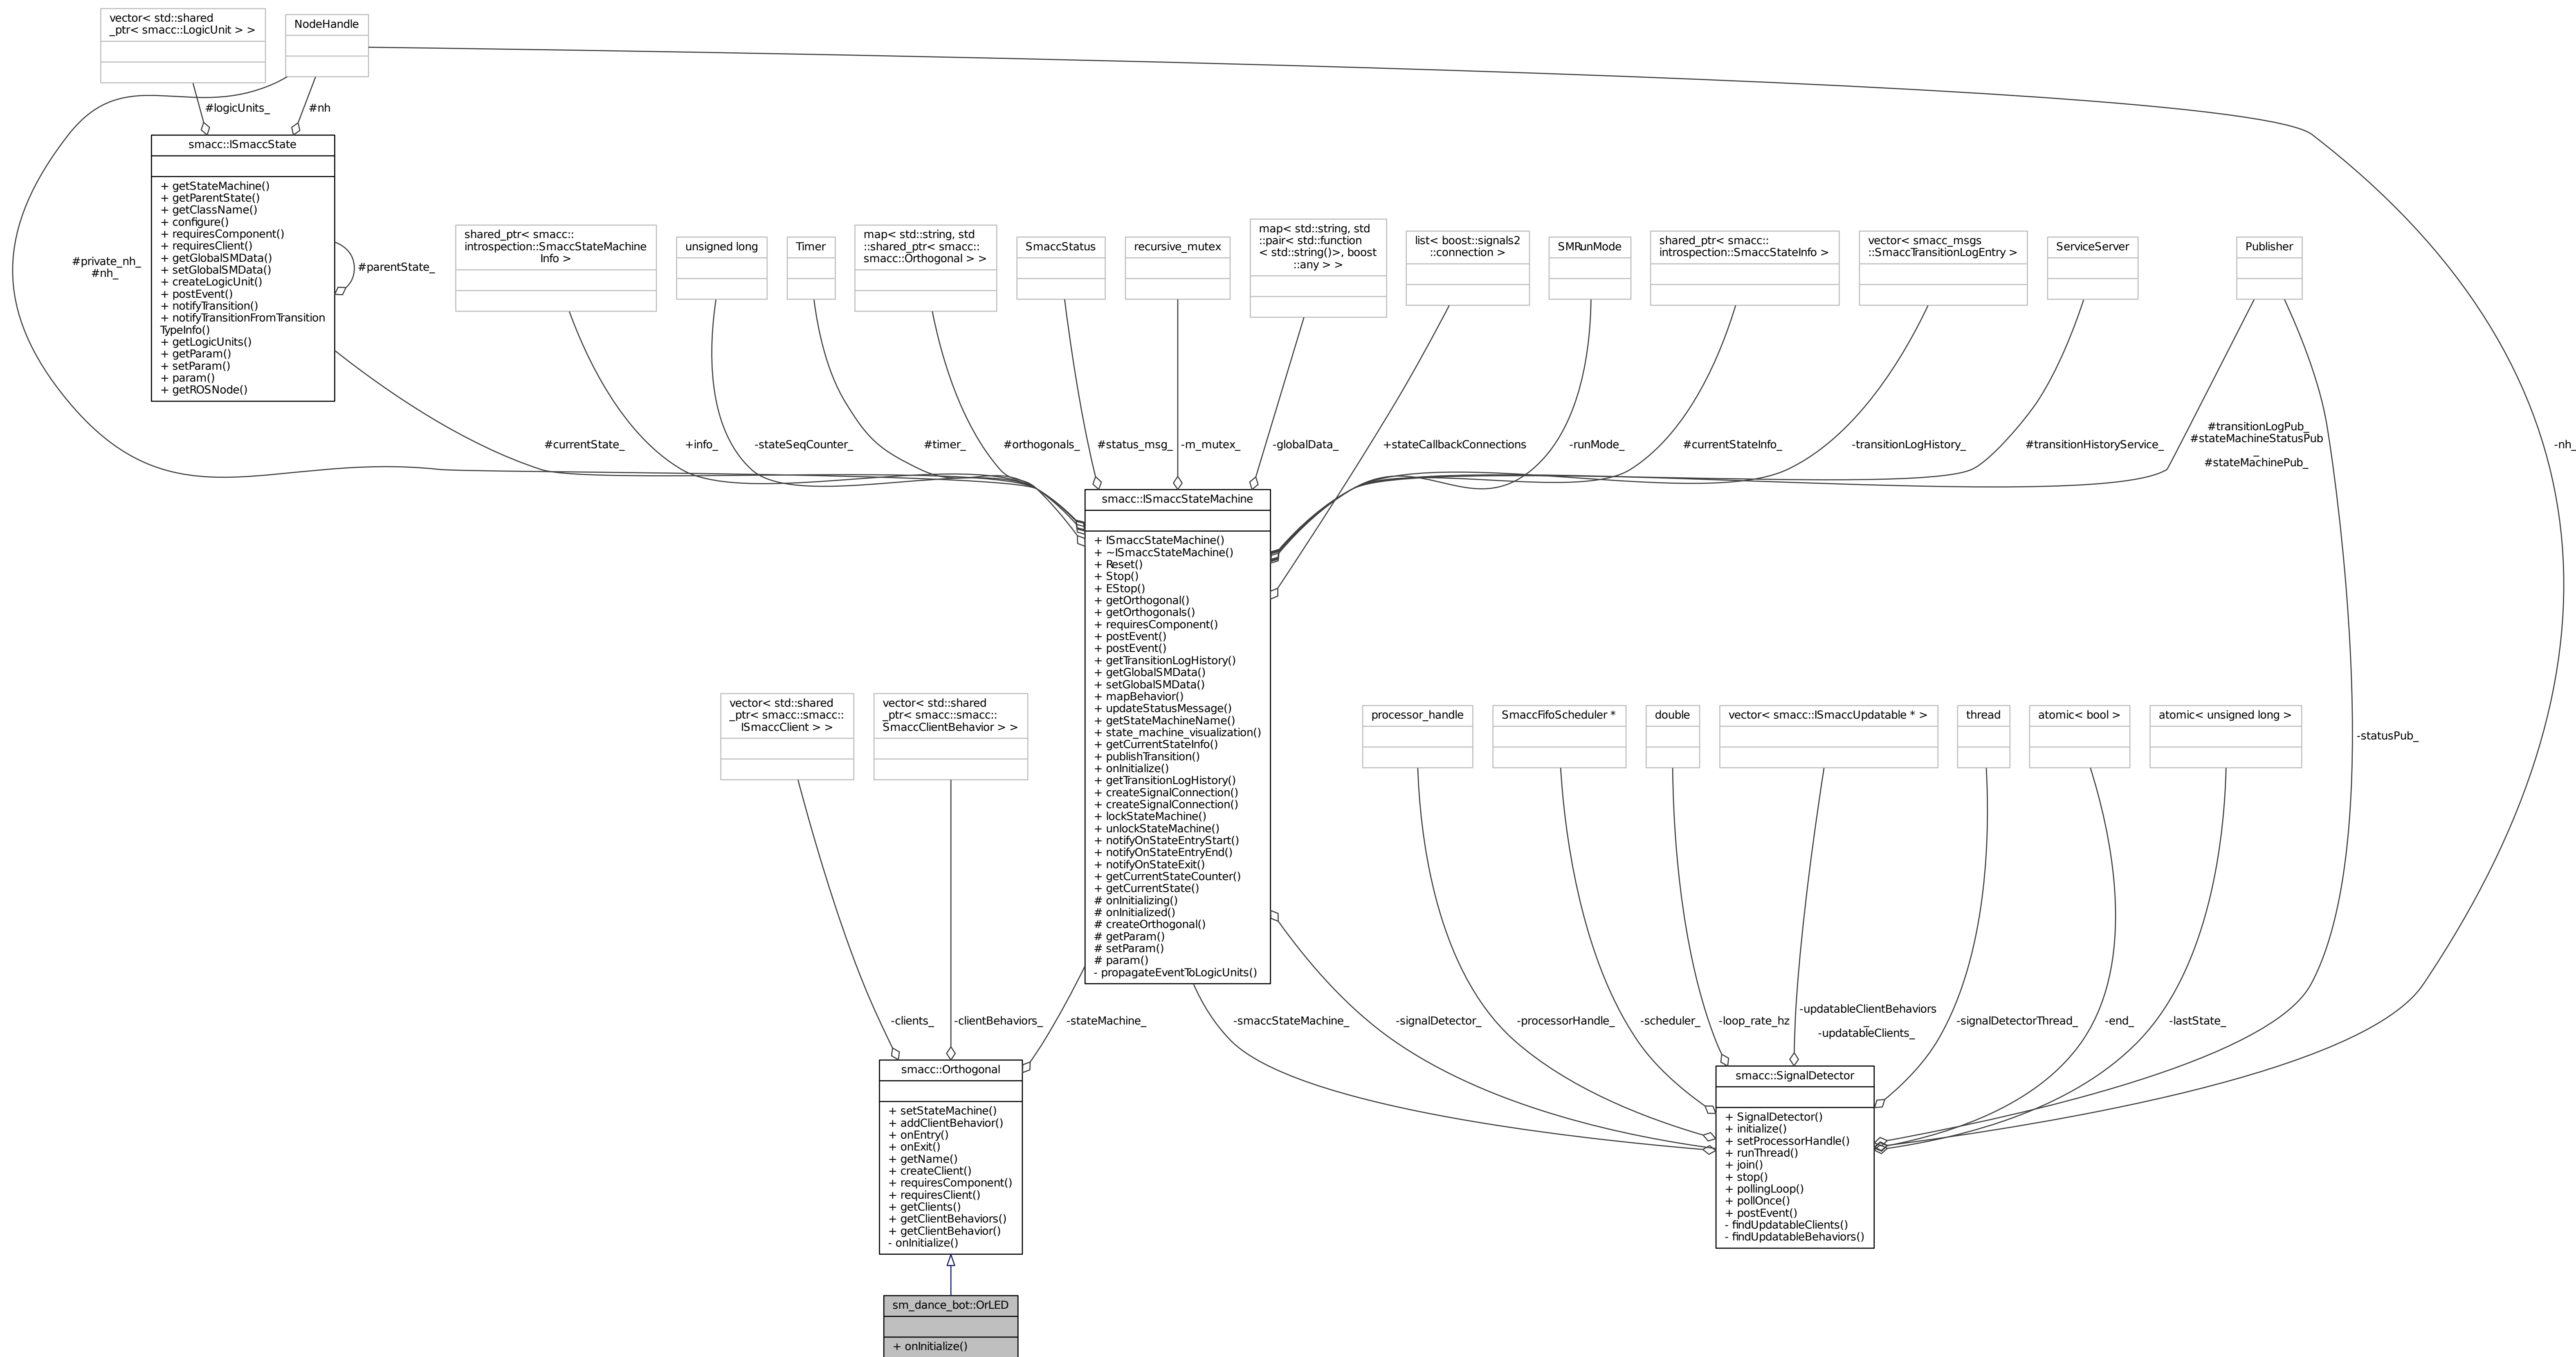 vector< std::shared
_ptr< smacc::LogicUnit > >
NodeHandle
#logicUnits_
#nh
smacc::ISmaccState
+ getStateMachine()
+ getParentState()
+ getClassName()
+ configure()
+ requiresComponent()
+ requiresClient()
+ getGlobalSMData()
+ setGlobalSMData()
+ createLogicUnit()
+ postEvent()
+ notifyTransition()
+ notifyTransitionFromTransition
TypeInfo()
+ getLogicUnits()
+ getParam()
+ setParam()
+ param()
+ getROSNode()
#private_nh_
#nh_
#parentState_
shared_ptr< smacc::
introspection::SmaccStateMachine
Info >
unsigned long
Timer
map< std::string, std
::shared_ptr< smacc::
smacc::Orthogonal > >
SmaccStatus
recursive_mutex
map< std::string, std
::pair< std::function
< std::string()>, boost
::any > >
list< boost::signals2
::connection >
SMRunMode
shared_ptr< smacc::
introspection::SmaccStateInfo >
vector< smacc_msgs
::SmaccTransitionLogEntry >
ServiceServer
Publisher
#currentState_
+info_
-stateSeqCounter_
#timer_
#orthogonals_
#status_msg_
-m_mutex_
-globalData_
+stateCallbackConnections
-runMode_
#currentStateInfo_
-transitionLogHistory_
#transitionHistoryService_
#transitionLogPub_
#stateMachineStatusPub
_
#stateMachinePub_
-nh_
smacc::ISmaccStateMachine
+ ISmaccStateMachine()
+ ~ISmaccStateMachine()
+ Reset()
+ Stop()
+ EStop()
+ getOrthogonal()
+ getOrthogonals()
+ requiresComponent()
+ postEvent()
+ postEvent()
+ getTransitionLogHistory()
+ getGlobalSMData()
+ setGlobalSMData()
+ mapBehavior()
+ updateStatusMessage()
+ getStateMachineName()
+ state_machine_visualization()
+ getCurrentStateInfo()
+ publishTransition()
+ onInitialize()
+ getTransitionLogHistory()
+ createSignalConnection()
+ createSignalConnection()
+ lockStateMachine()
+ unlockStateMachine()
+ notifyOnStateEntryStart()
+ notifyOnStateEntryEnd()
+ notifyOnStateExit()
+ getCurrentStateCounter()
+ getCurrentState()
# onInitializing()
# onInitialized()
# createOrthogonal()
# getParam()
# setParam()
# param()
- propagateEventToLogicUnits()
vector< std::shared
_ptr< smacc::smacc::
ISmaccClient > >
vector< std::shared
_ptr< smacc::smacc::
SmaccClientBehavior > >
processor_handle
SmaccFifoScheduler *
double
vector< smacc::ISmaccUpdatable * >
thread
atomic< bool >
atomic< unsigned long >
-statusPub_
-clients_
-clientBehaviors_
-stateMachine_
-smaccStateMachine_
-signalDetector_
-processorHandle_
-scheduler_
-loop_rate_hz
-updatableClientBehaviors
_
-updatableClients_
-signalDetectorThread_
-end_
-lastState_
smacc::Orthogonal
+ setStateMachine()
+ addClientBehavior()
+ onEntry()
+ onExit()
+ getName()
+ createClient()
+ requiresComponent()
+ requiresClient()
+ getClients()
+ getClientBehaviors()
+ getClientBehavior()
- onInitialize()
smacc::SignalDetector
+ SignalDetector()
+ initialize()
+ setProcessorHandle()
+ runThread()
+ join()
+ stop()
+ pollingLoop()
+ pollOnce()
+ postEvent()
- findUpdatableClients()
- findUpdatableBehaviors()
sm_dance_bot::OrLED
+ onInitialize()